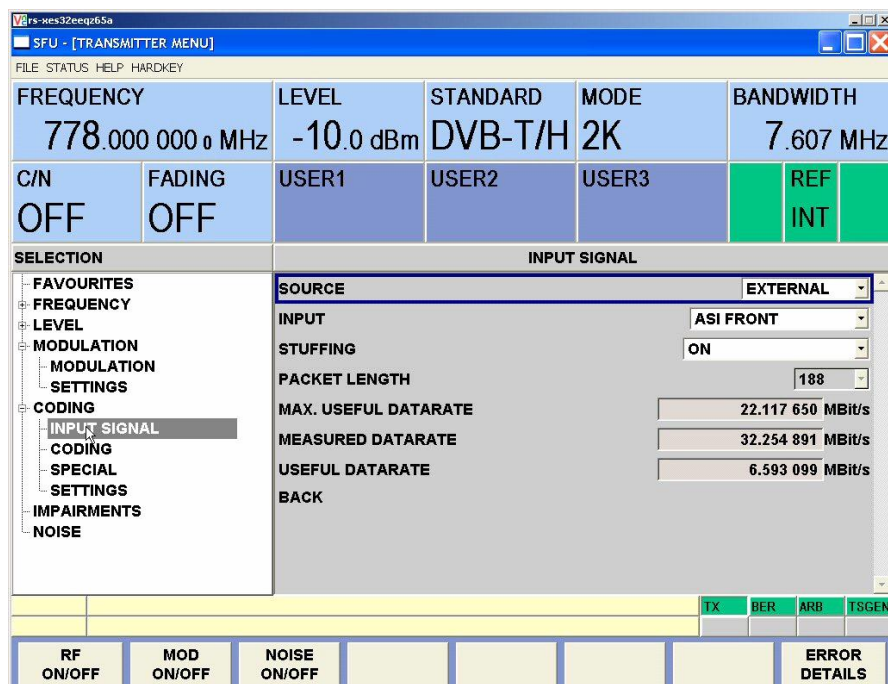 rs-xes32eeqz65a
SFU - [TRANSMITTER MENU]
FILE STATUS HELP HARDKEY
FREQUENCY LEVEL STANDARD MODE BANDWIDTH
778.000 000 0 MHz -10.0 dBm DVB-T/H 2K 7.607 MHz
C/N FADING USER1 USER2 USER3 REF
OFF OFF INT
SELECTION INPUT SIGNAL
FAVOURITES
FREQUENCY
LEVEL
MODULATION
MODULATION
SETTINGS
CODING
INPUT SIGNAL
CODING
SPECIAL
SETTINGS
IMPAIRMENTS
NOISE
SOURCE EXTERNAL
INPUT ASI FRONT
STUFFING ON
PACKET LENGTH 188
MAX. USEFUL DATARATE 22.117 650 MBit/s
MEASURED DATARATE 32.254 891 MBit/s
USEFUL DATARATE 6.593 099 MBit/s
BACK
TX BER ARB TSGEN
RF ON/OFF
MOD ON/OFF
NOISE ON/OFF
ERROR DETAILS